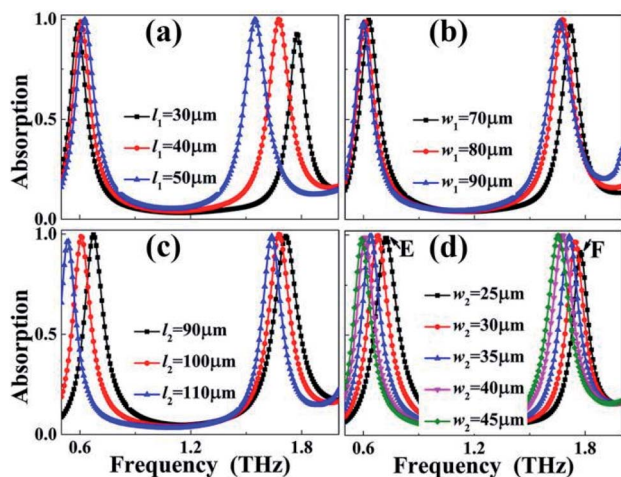 (a)
l₁=30μm
l₁=40μm
l₁=50μm
Absorption
1.0
0.5
0.0
(b)
w₁=70μm
w₁=80μm
w₁=90μm
(c)
l₂=90μm
l₂=100μm
l₂=110μm
Absorption
1.0
0.5
0.0
0.6 1.2 1.8
Frequency (THz)
(d)
E
F
w₂=25μm
w₂=30μm
w₂=35μm
w₂=40μm
w₂=45μm
0.6 1.2 1.8
Frequency (THz)